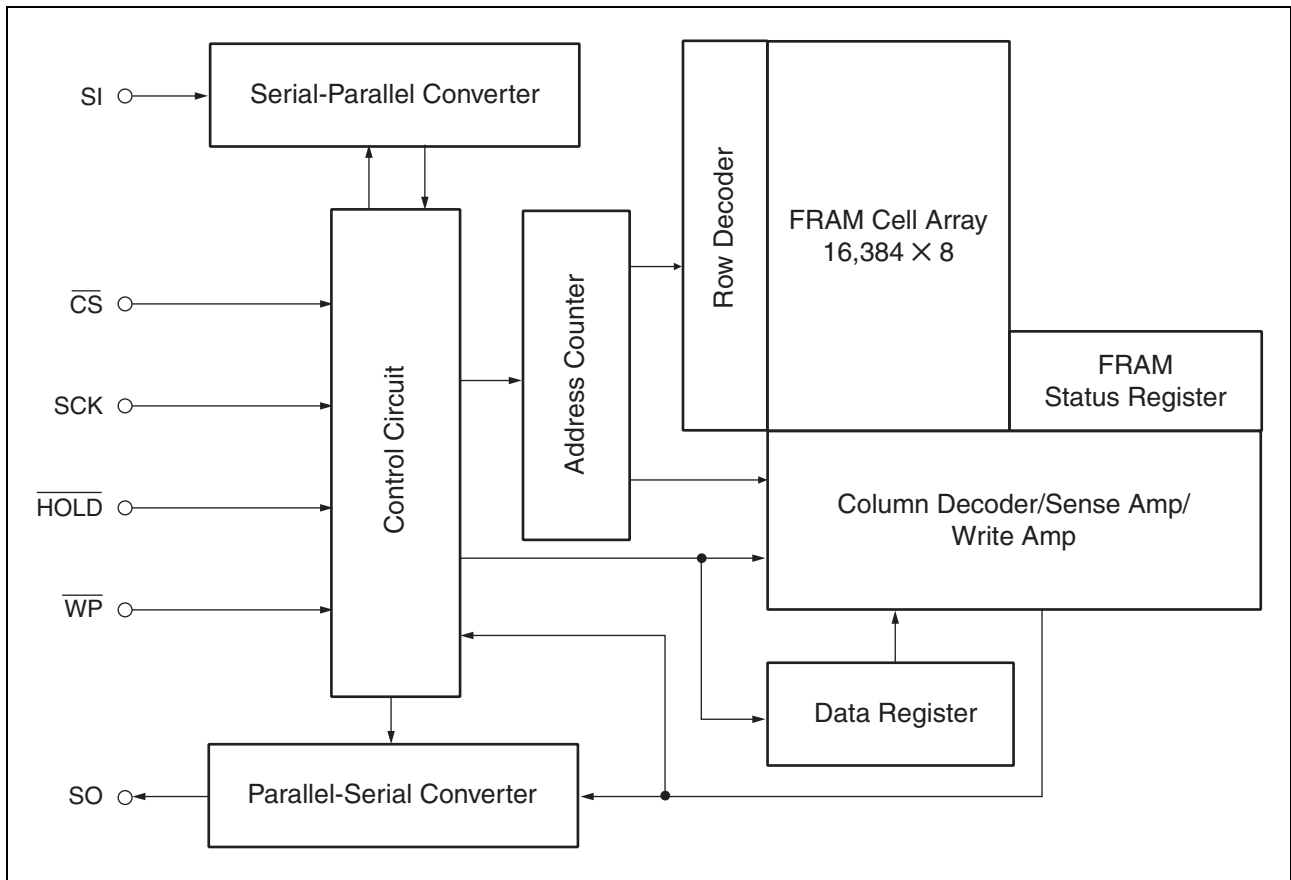 SI
Serial-Parallel Converter
CS
SCK
HOLD
WP
Control Circuit
Address Counter
Row Decoder
FRAM Cell Array
16,384 × 8
FRAM
Status Register
Column Decoder/Sense Amp/
Write Amp
Data Register
SO
Parallel-Serial Converter